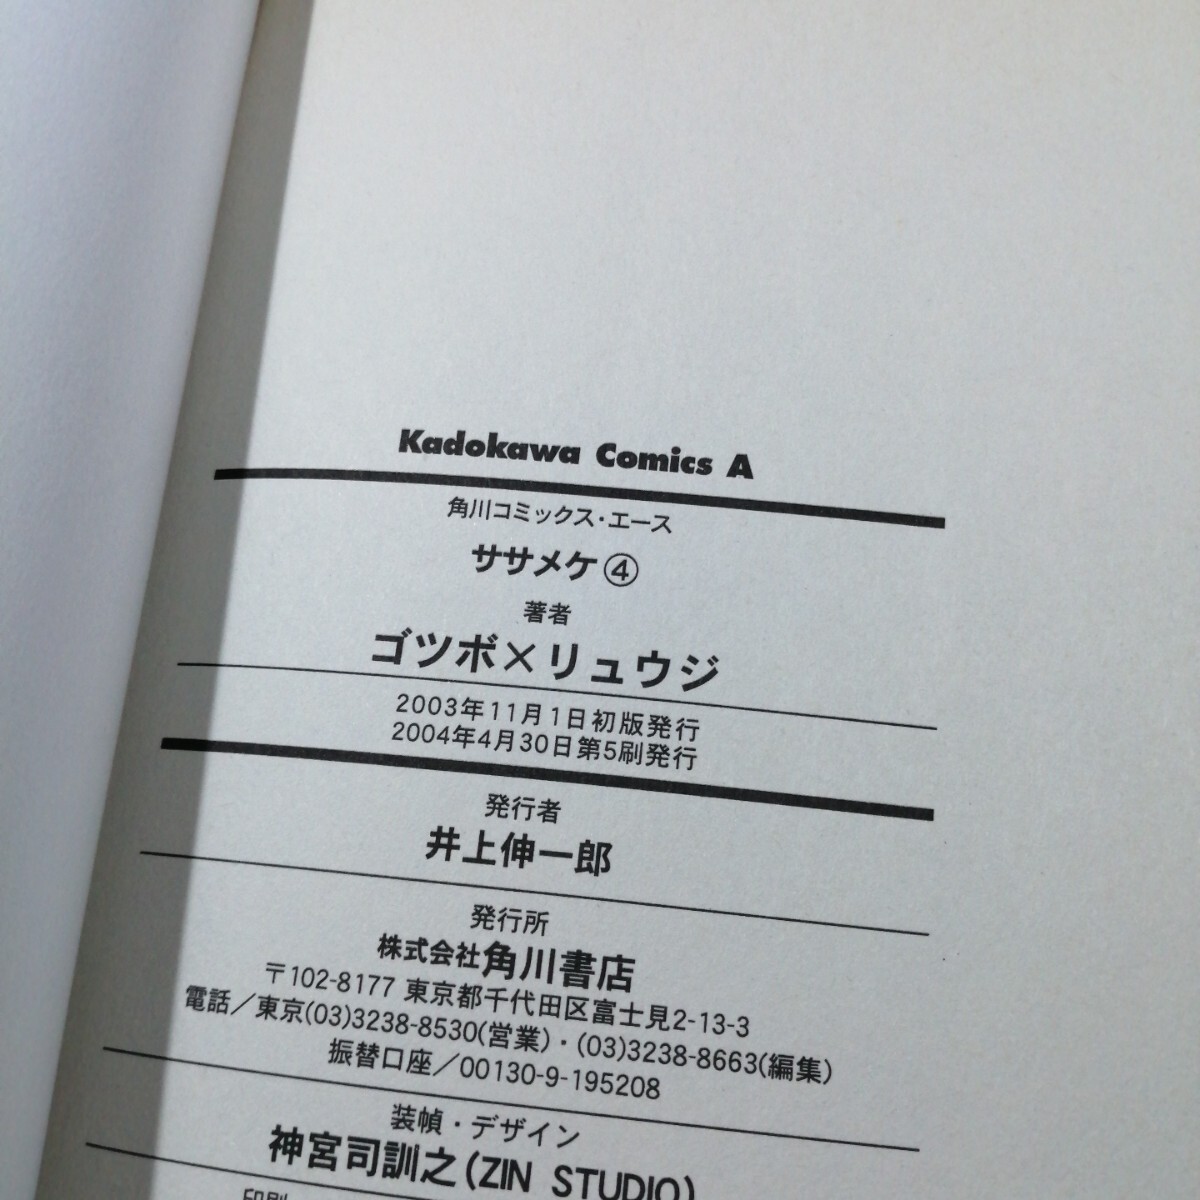 Kadokawa Comics A
角川コミックス・エース
ササメケ④
著者
ゴツボ×リュウジ
2003年11月1日初版発行
2004年4月30日第5刷発行
発行者
井上伸一郎
発行所
株式会社角川書店
〒102-8177 東京都千代田区富士見2-13-3
電話／東京(03)3238-8530(営業)・(03)3238-8663(編集)
振替口座／00130-9-195208
装幀・デザイン
神宮司訓之(ZIN STUDIO)
印刷